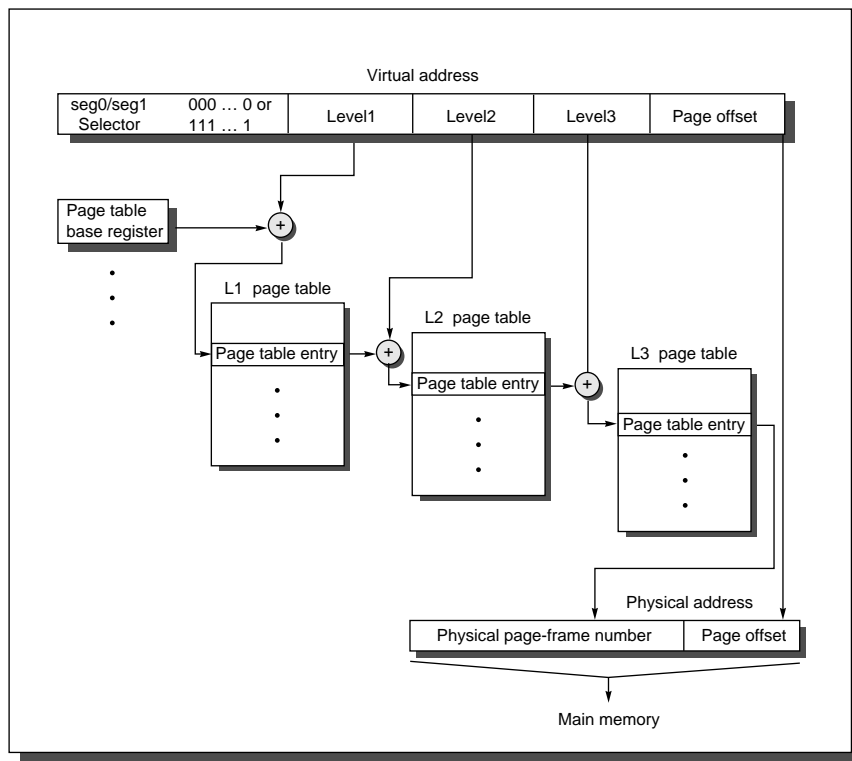 Virtual address
seg0/seg1 000 … 0 or
Selector 111 … 1
Level1
Level2
Level3
Page offset
Page table
base register
+
L1 page table
Page table entry
+
L2 page table
Page table entry
+
L3 page table
Page table entry
Physical address
Physical page-frame number
Page offset
Main memory